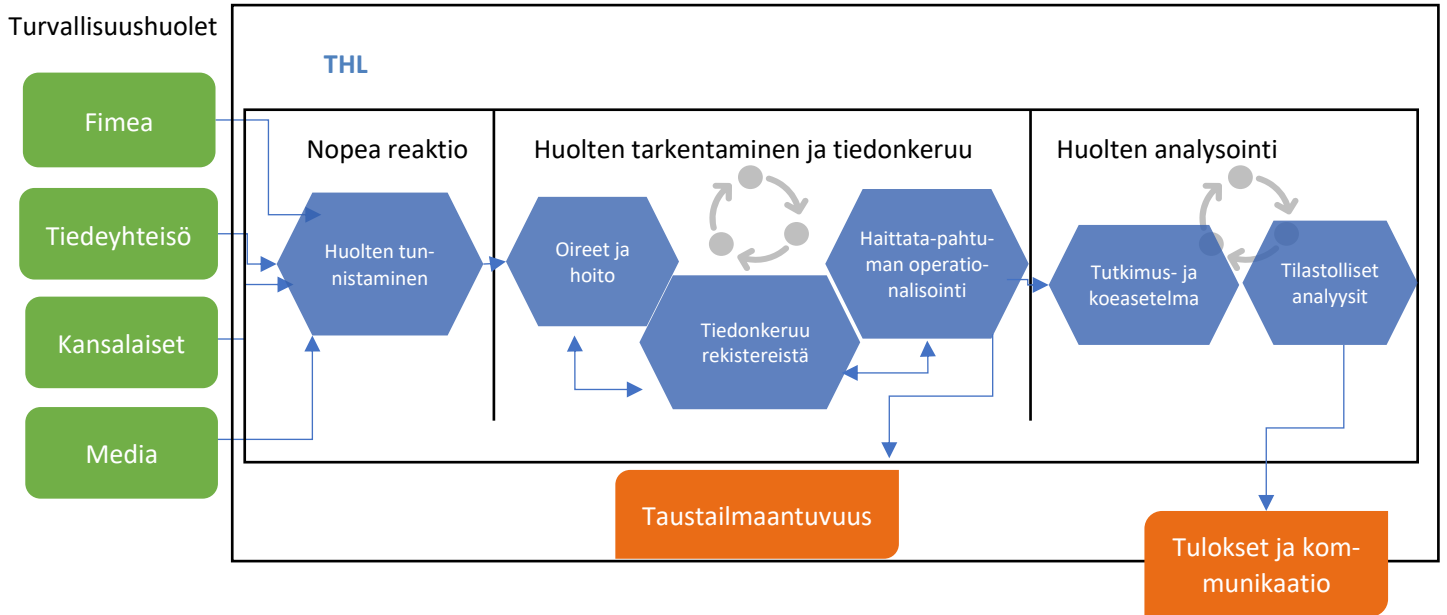 Turvallisuushuolet
THL
Fimea
Tiedeyhteisö
Kansalaiset
Media
Nopea reaktio
Huolten tun-
nistaminen
Huolten tarkentaminen ja tiedonkeruu
Oireet ja
hoito
Tiedonkeruu
rekistereistä
Haittata-pahtu-
man operatio-
nalisointi
Huolten analysointi
Tutkimus- ja
koeasetelma
Tilastolliset
analyysit
Taustailmaantuvuus
Tulokset ja kom-
munikaatio